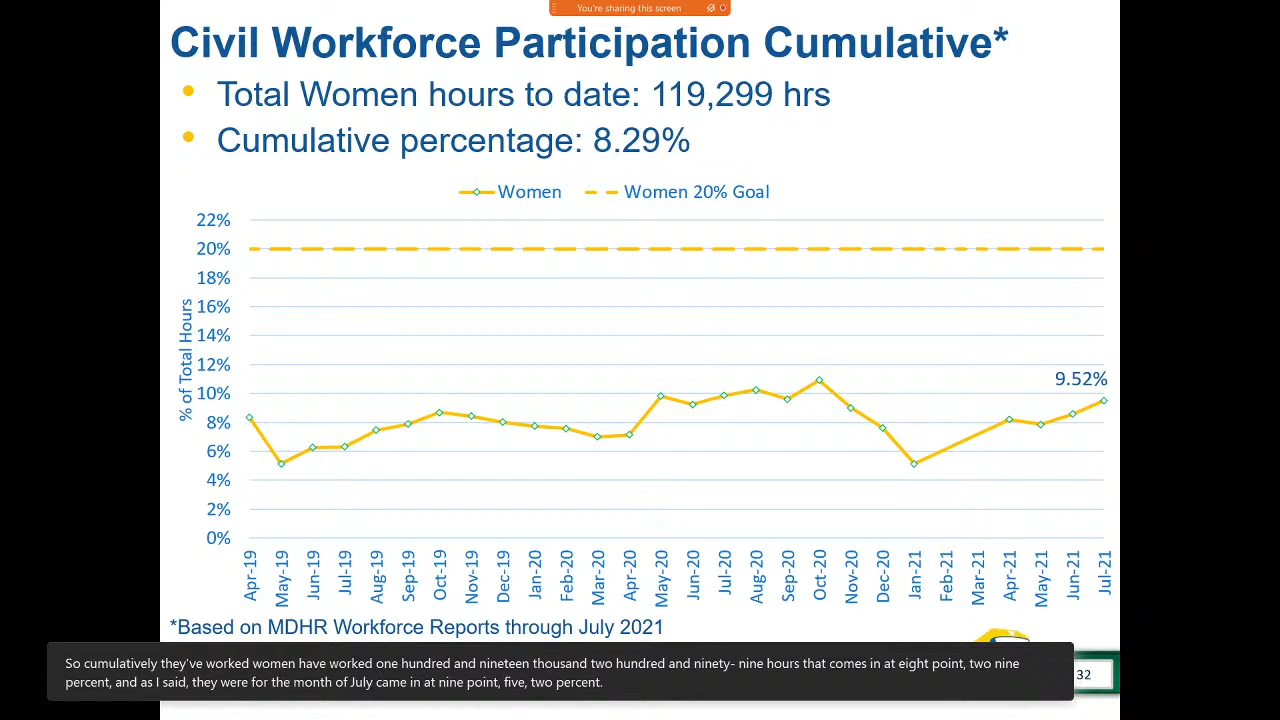 You're sharing this screen
Civil Workforce Participation Cumulative*
• Total Women hours to date: 119,299 hrs
• Cumulative percentage: 8.29%
Women
Women 20% Goal
22%
20%
18%
16%
14%
12%
10%
8%
6%
4%
2%
0%
% of Total Hours
9.52%
Apr-19
May-19
Jun-19
Jul-19
Aug-19
Sep-19
Oct-19
Nov-19
Dec-19
Jan-20
Feb-20
Mar-20
Apr-20
May-20
Jun-20
Jul-20
Aug-20
Sep-20
Oct-20
Nov-20
Dec-20
Jan-21
Feb-21
Mar-21
Apr-21
May-21
Jun-21
Jul-21
*Based on MDHR Workforce Reports through July 2021
So cumulatively they've worked women have worked one hundred and nineteen thousand two hundred and ninety- nine hours that comes in at eight point, two nine
percent, and as I said, they were for the month of July came in at nine point, five, two percent.
32